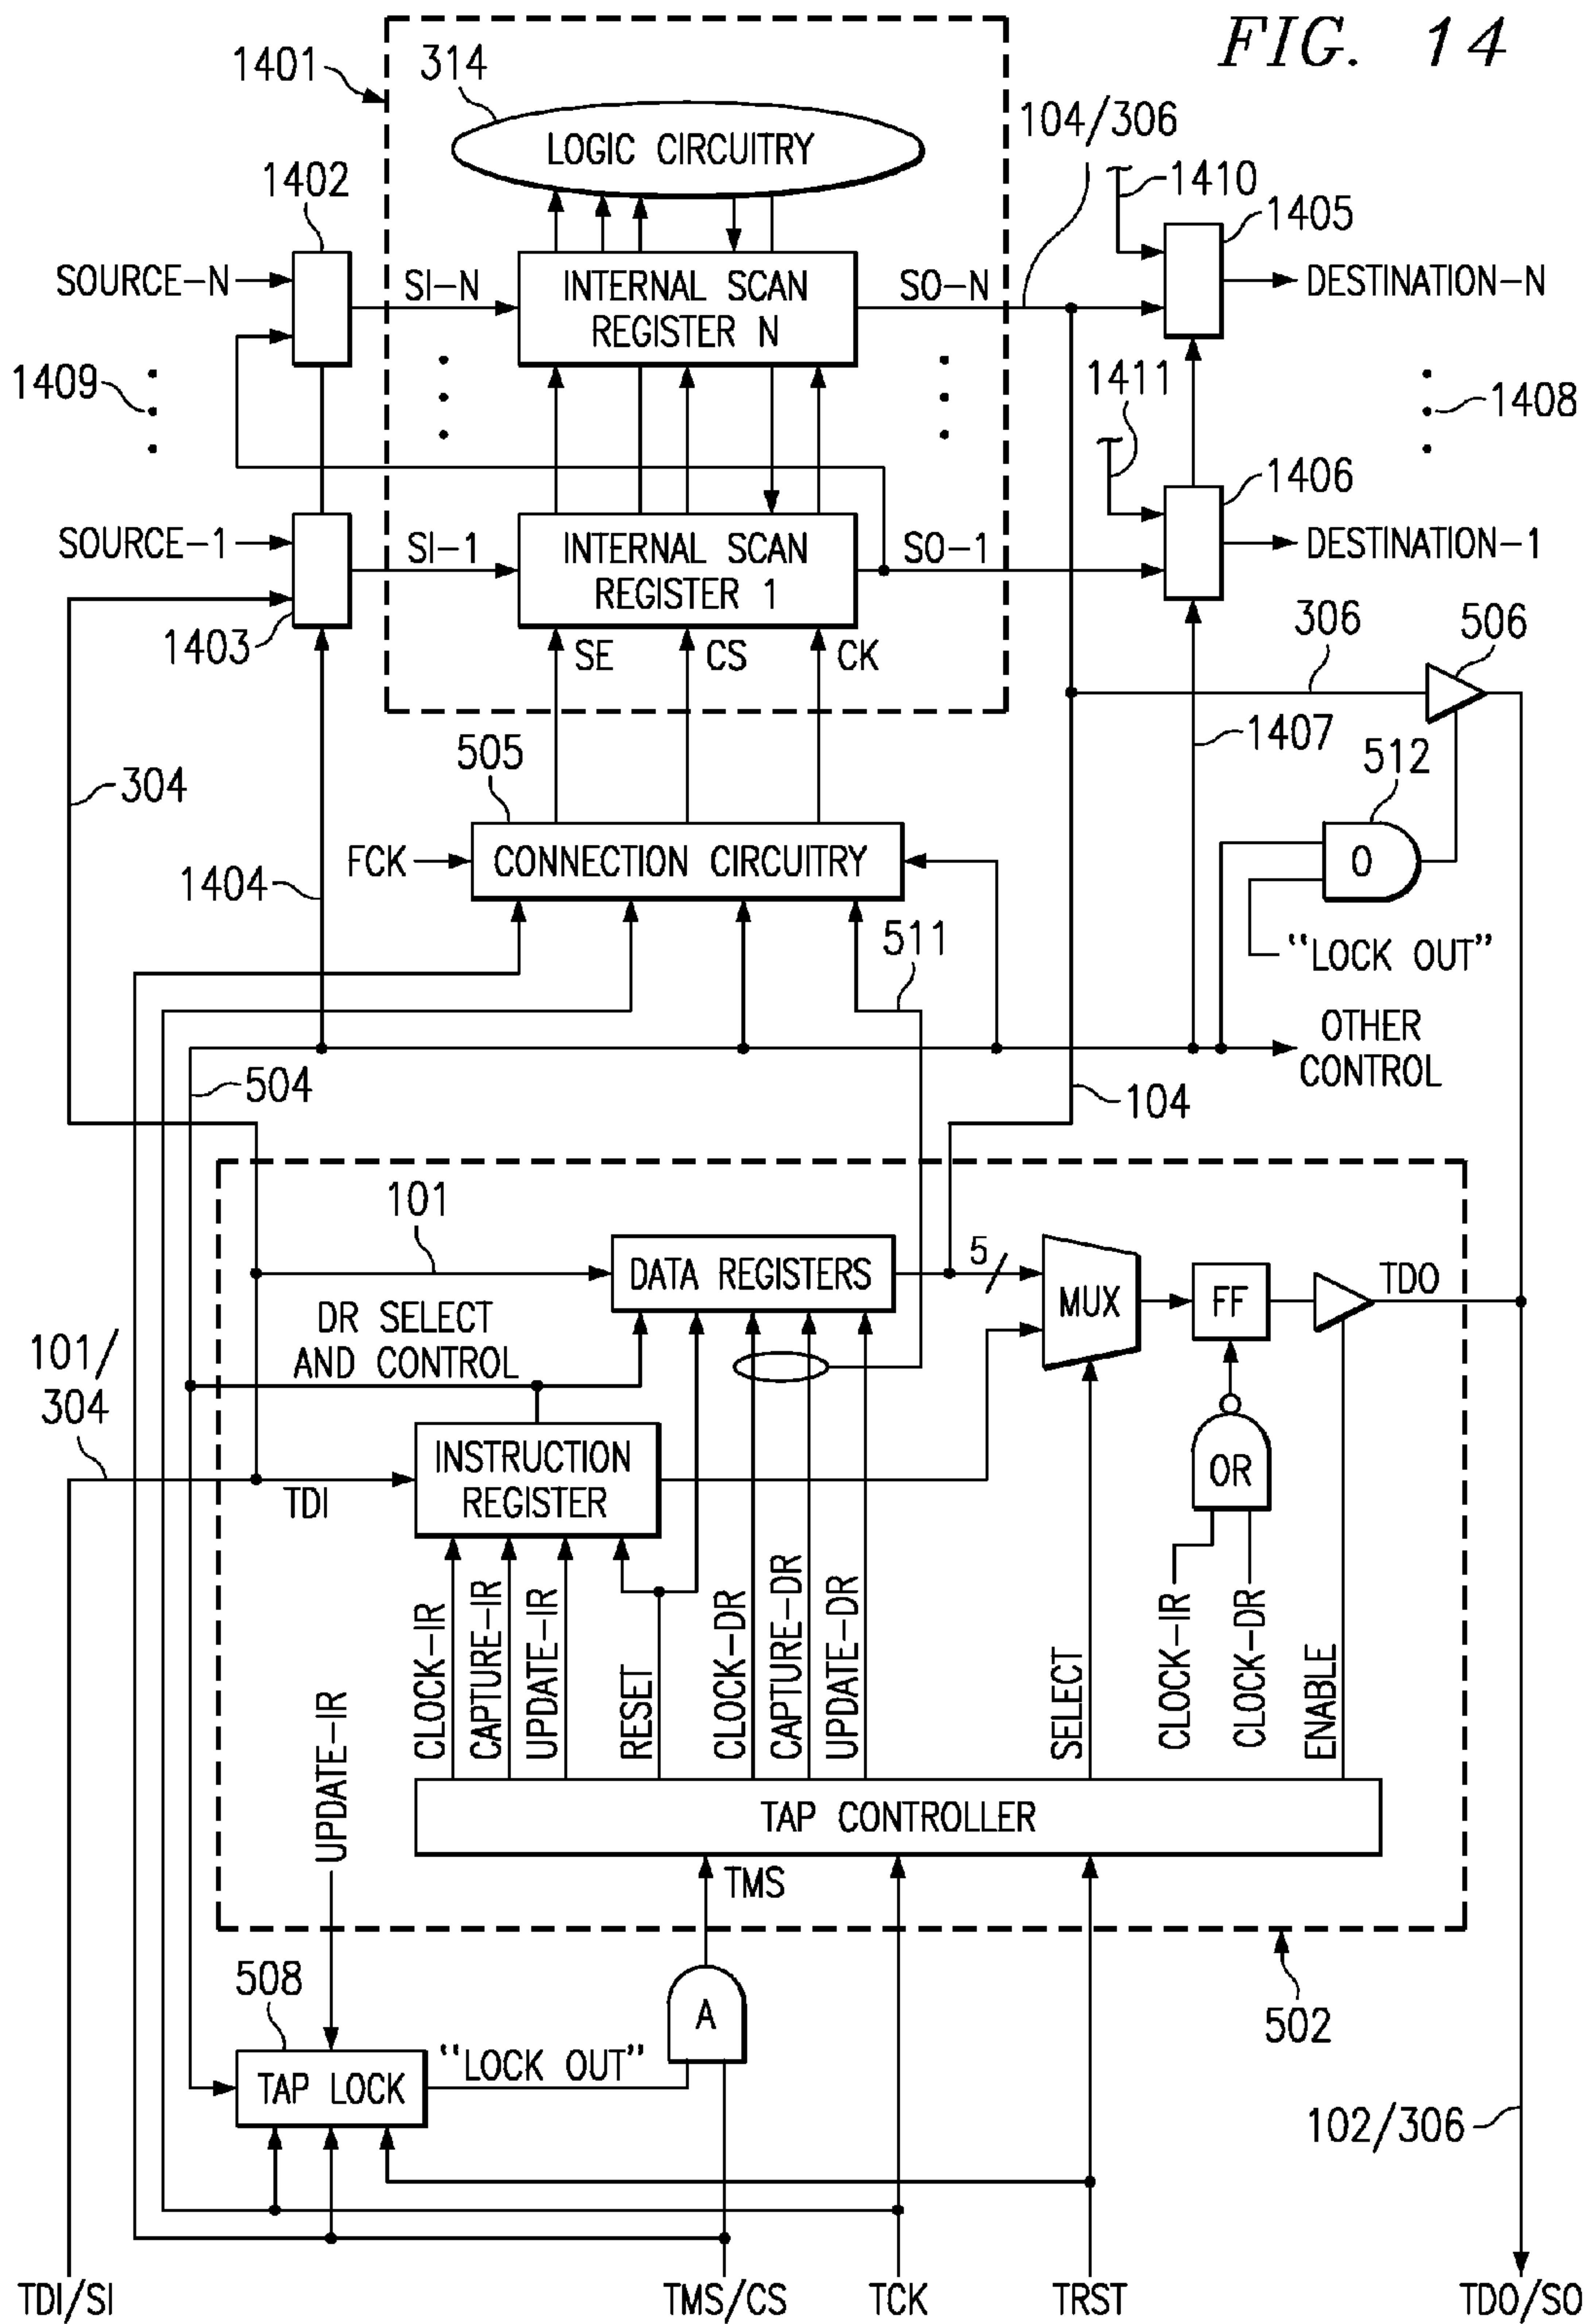 FIG. 14
1401
314
LOGIC CIRCUITRY
104/306
1410
1402
1405
SOURCE-N
SI-N
INTERNAL SCAN
REGISTER N
SO-N
DESTINATION-N
1409
1411
1408
1406
SOURCE-1
SI-1
INTERNAL SCAN
REGISTER 1
SO-1
DESTINATION-1
1403
SE
CS
CK
306
506
304
505
1407
512
FCK
CONNECTION CIRCUITRY
O
1404
511
"LOCK OUT"
OTHER
CONTROL
504
104
101
DATA REGISTERS
5
MUX
FF
TDO
DR SELECT
AND CONTROL
101/
304
INSTRUCTION
REGISTER
TDI
OR
CLOCK-IR
CAPTURE-IR
UPDATE-IR
RESET
CLOCK-DR
CAPTURE-DR
UPDATE-DR
SELECT
CLOCK-IR
CLOCK-DR
ENABLE
UPDATE-IR
TAP CONTROLLER
TMS
508
A
502
TAP LOCK
"LOCK OUT"
102/306
TDI/SI
TMS/CS
TCK
TRST
TDO/SO